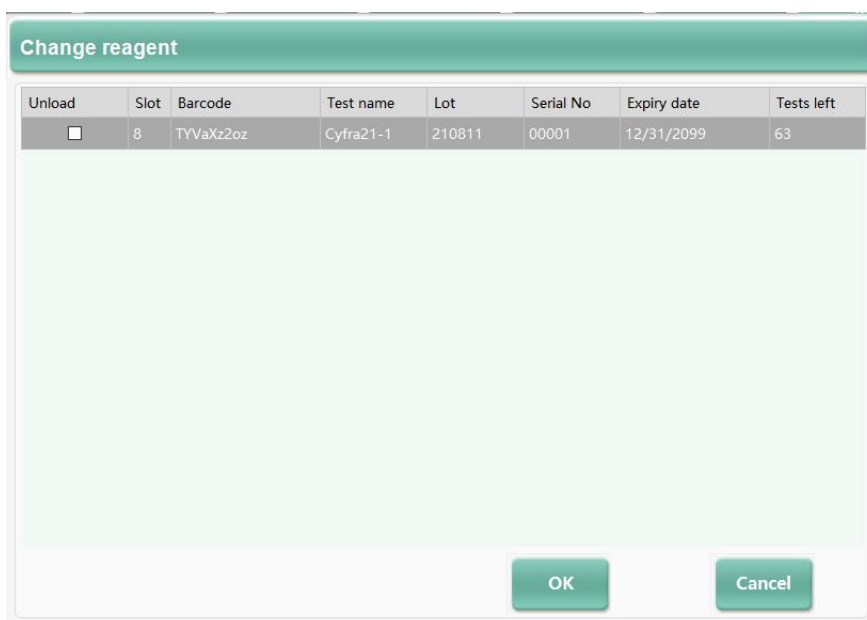 Change reagent
Unload Slot Barcode Test name Lot Serial No Expiry date Tests left
8 TYVaXz2oz Cyfra21-1 210811 00001 12/31/2099 63
OK Cancel